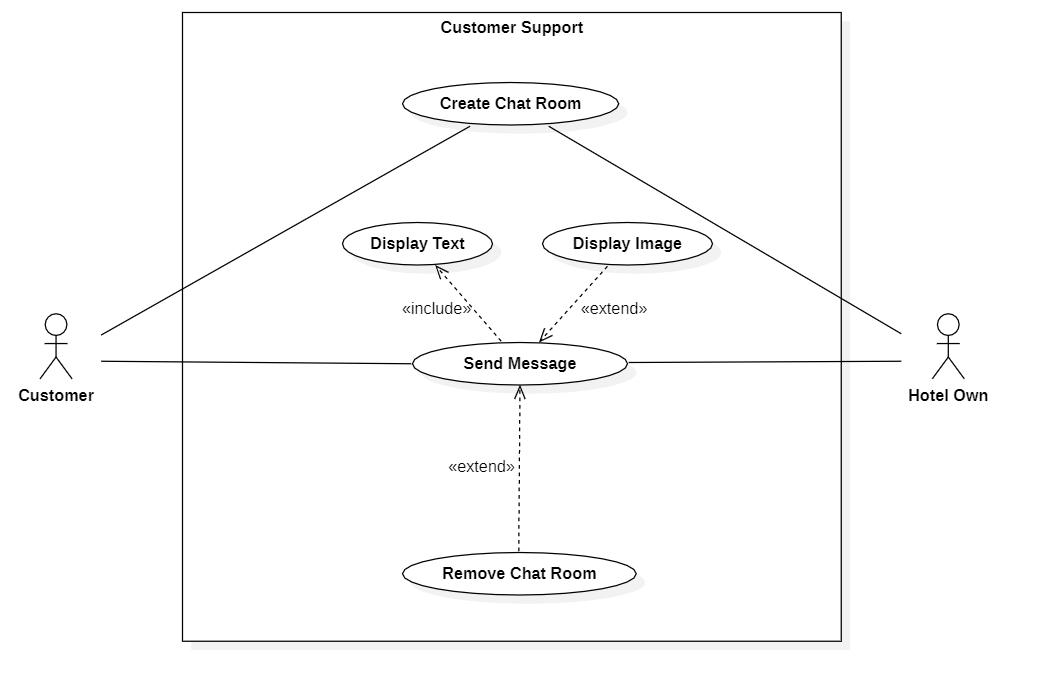 Customer Support
Create Chat Room
Display Text
Display Image
«include»
«extend»
Send Message
Customer
Hotel Own
«extend»
Remove Chat Room